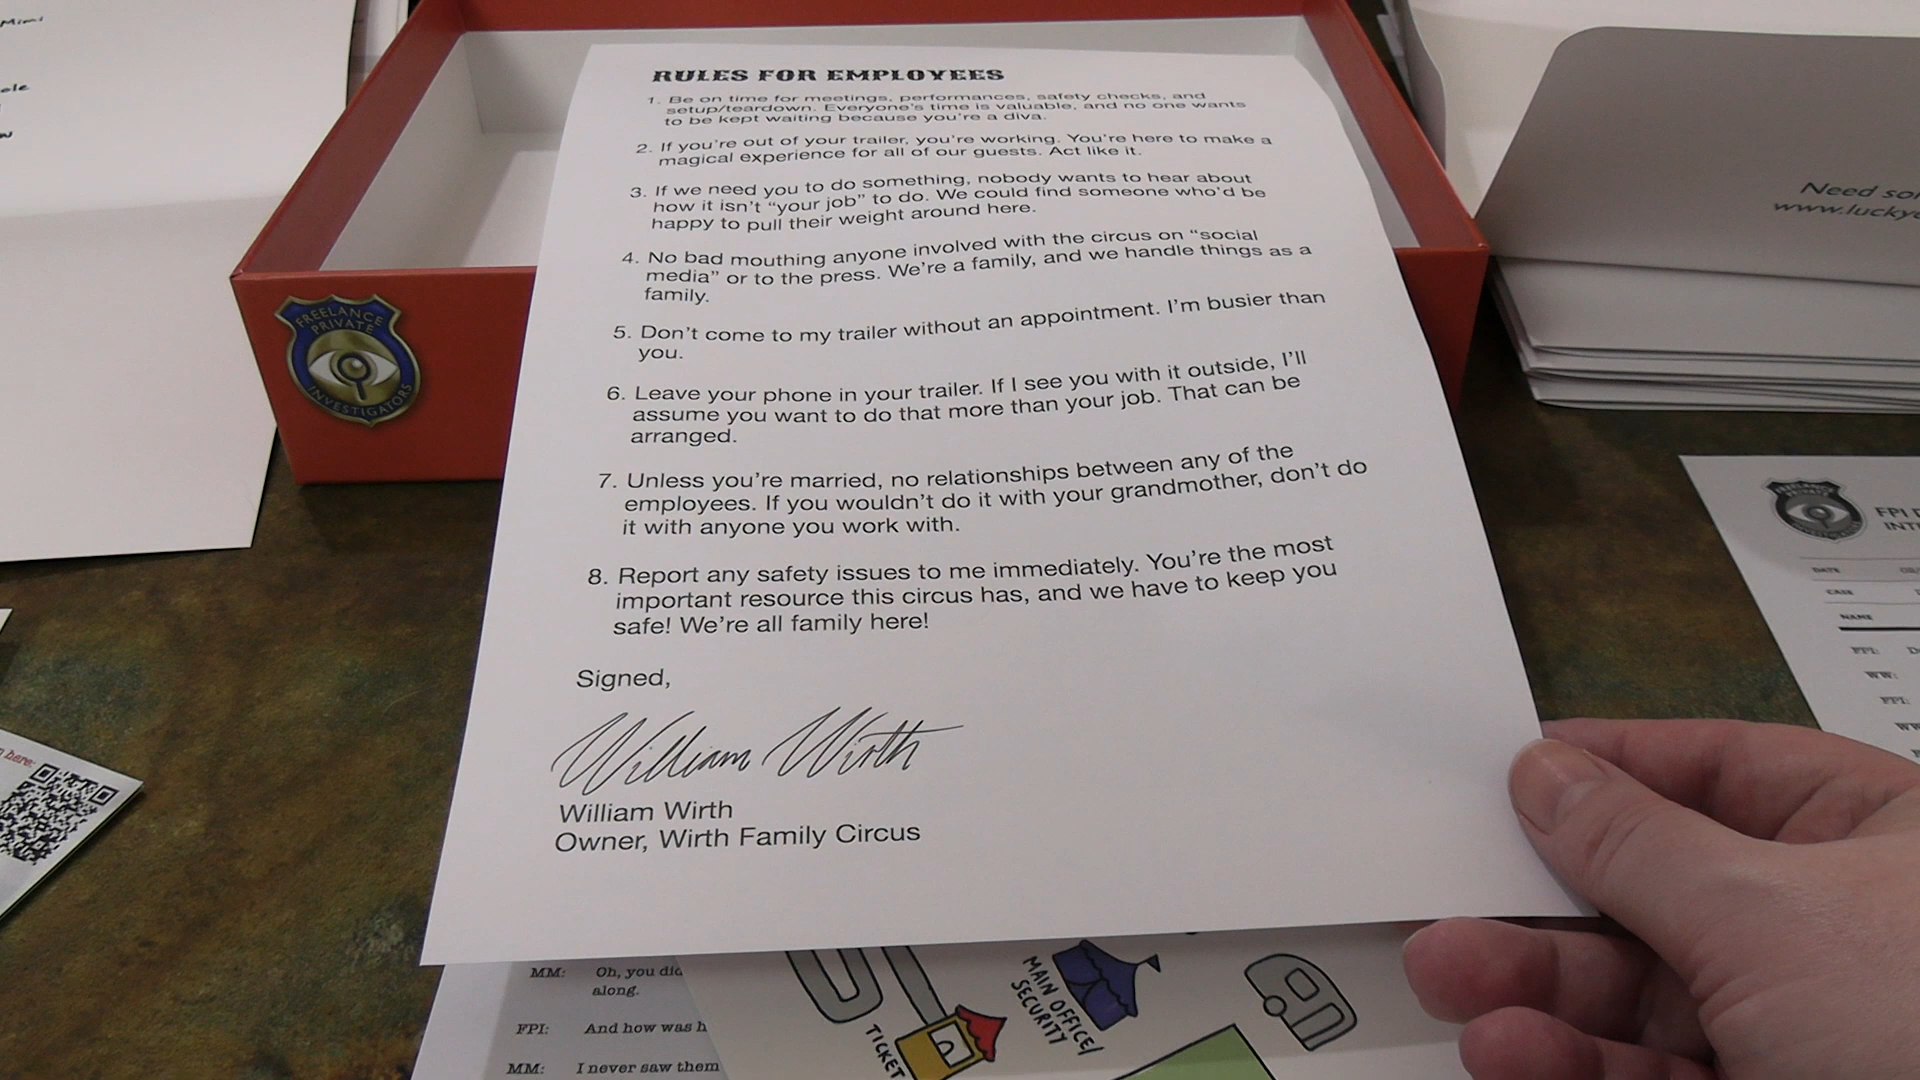 RULES FOR EMPLOYEES
1. Be on time for meetings, performances, safety checks, and
setup/teardown. Everyone's time is valuable, and no one wants
to be kept waiting because you're a diva.
2. If you're out of your trailer, you're working. You're here to make a
magical experience for all of our guests. Act like it.
3. If we need you to do something, nobody wants to hear about
how it isn't "your job" to do. We could find someone who'd be
happy to pull their weight around here.
4. No bad mouthing anyone involved with the circus on "social
media" or to the press. We're a family, and we handle things as a
family.
5. Don't come to my trailer without an appointment. I'm busier than
you.
6. Leave your phone in your trailer. If I see you with it outside, I'll
assume you want to do that more than your job. That can be
arranged.
7. Unless you're married, no relationships between any of the
employees. If you wouldn't do it with your grandmother, don't do
it with anyone you work with.
8. Report any safety issues to me immediately. You're the most
important resource this circus has, and we have to keep you
safe! We're all family here!
Signed,
William Wirth
William Wirth
Owner, Wirth Family Circus
FREELANCE
PRIVATE
INVESTIGATORS
Mimi
here:
Need
www.lucky
FREELANCE
PRIVATE
INVESTIGATORS
FPI
DATE
CASE
NAME
FPI:
WW:
FPI:
MM: Oh, you
along.
FPI: And how was
MM: I never saw them
TICKET
MAIN OFFICE/
SECURITY